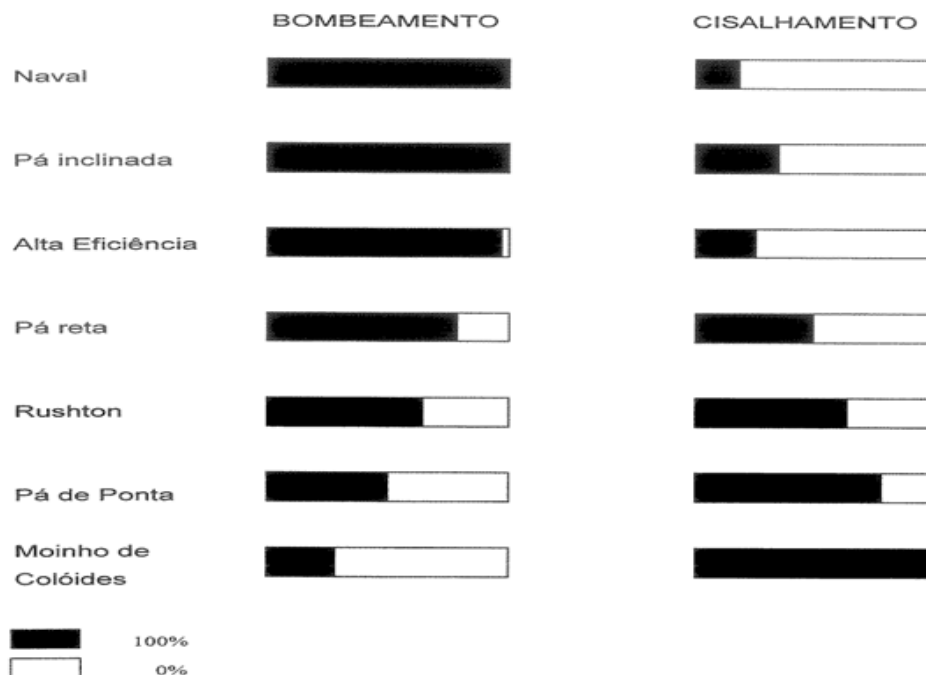 BOMBEAMENTO CISALHAMENTO
Naval
Pá inclinada
Alta Eficiência
Pá reta
Rushton
Pá de Ponta
Moinho de
Colóides
100%
0%